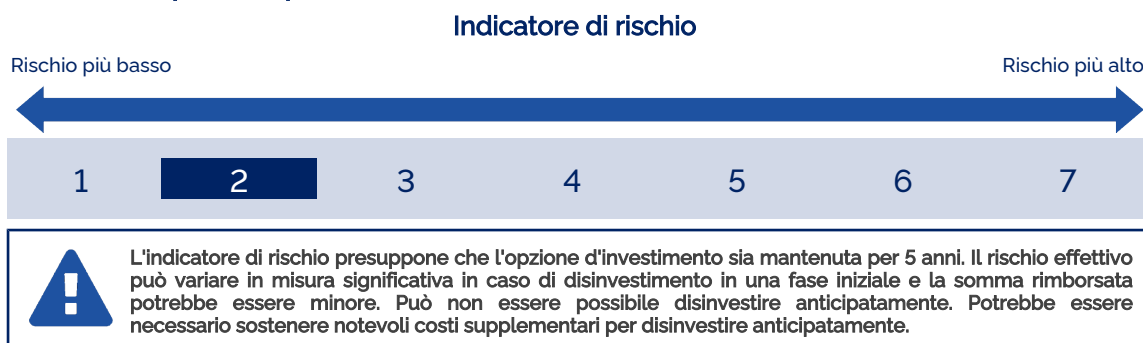 Indicatore di rischio
Rischio più basso
Rischio più alto
1 2 3 4 5 6 7
L'indicatore di rischio presuppone che l'opzione d'investimento sia mantenuta per 5 anni. Il rischio effettivo
può variare in misura significativa in caso di disinvestimento in una fase iniziale e la somma rimborsata
potrebbe essere minore. Può non essere possibile disinvestire anticipatamente. Potrebbe essere
necessario sostenere notevoli costi supplementari per disinvestire anticipatamente.